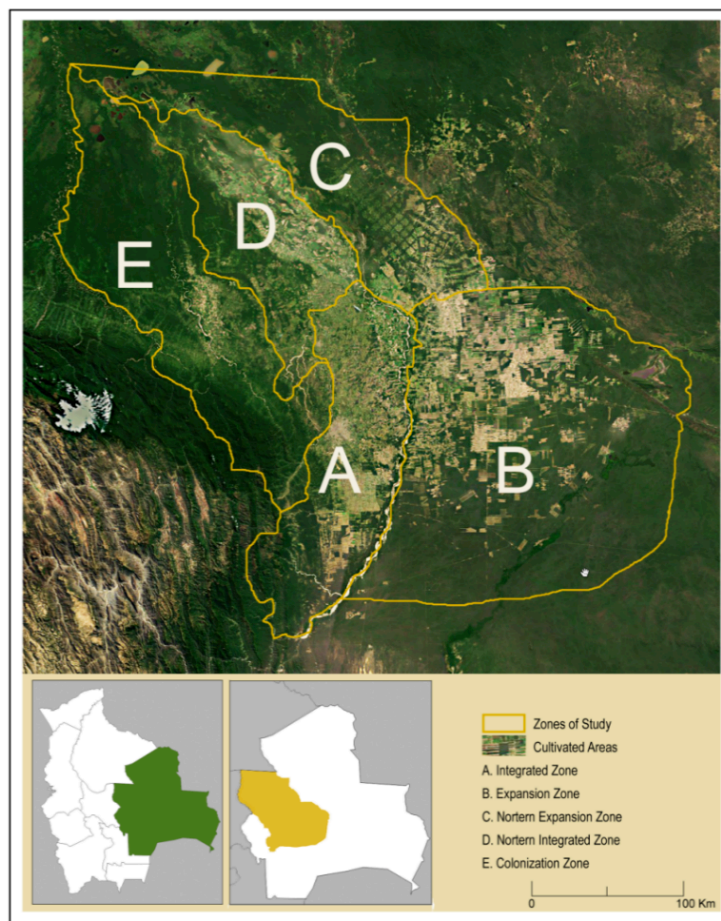 C
D
E
A
B
Zones of Study
Cultivated Areas
A. Integrated Zone
B. Expansion Zone
C. Nortern Expansion Zone
D. Nortern Integrated Zone
E. Colonization Zone
0 100 Km